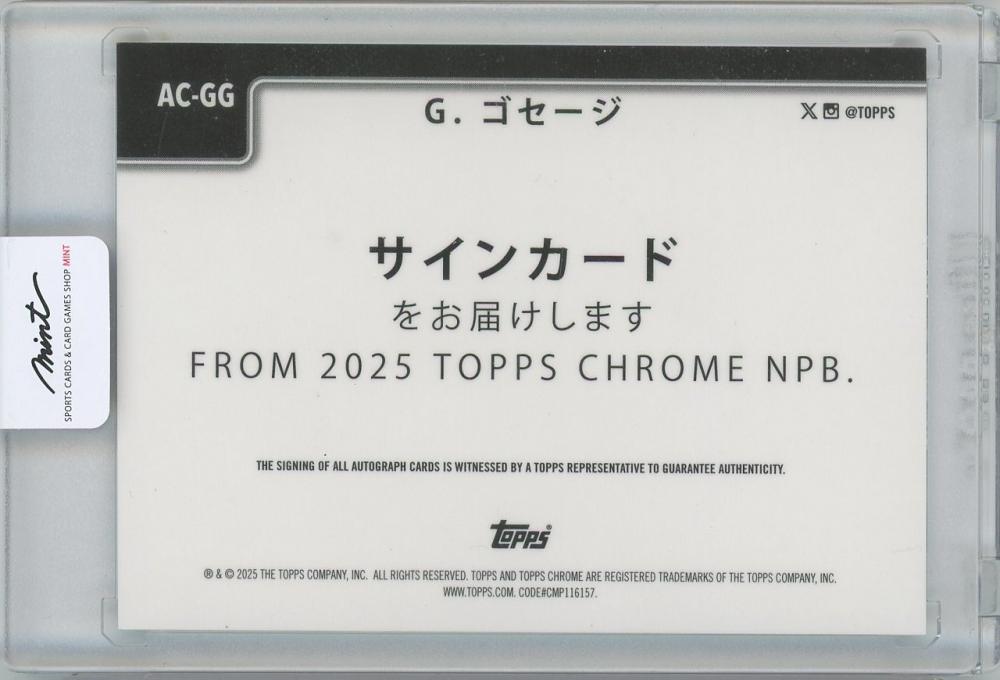 AC-GG
G. ゴセージ
@TOPPS
サインカード
をお届けします
FROM 2025 TOPPS CHROME NPB.
THE SIGNING OF ALL AUTOGRAPH CARDS IS WITNESSED BY A TOPPS REPRESENTATIVE TO GUARANTEE AUTHENTICITY.
topps®
® & © 2025 THE TOPPS COMPANY, INC. ALL RIGHTS RESERVED. TOPPS AND TOPPS CHROME ARE REGISTERED TRADEMARKS OF THE TOPPS COMPANY, INC.
WWW.TOPPS.COM. CODE#CMP116157.
mint
SPORTS CARDS & CARD GAMES SHOP MINT